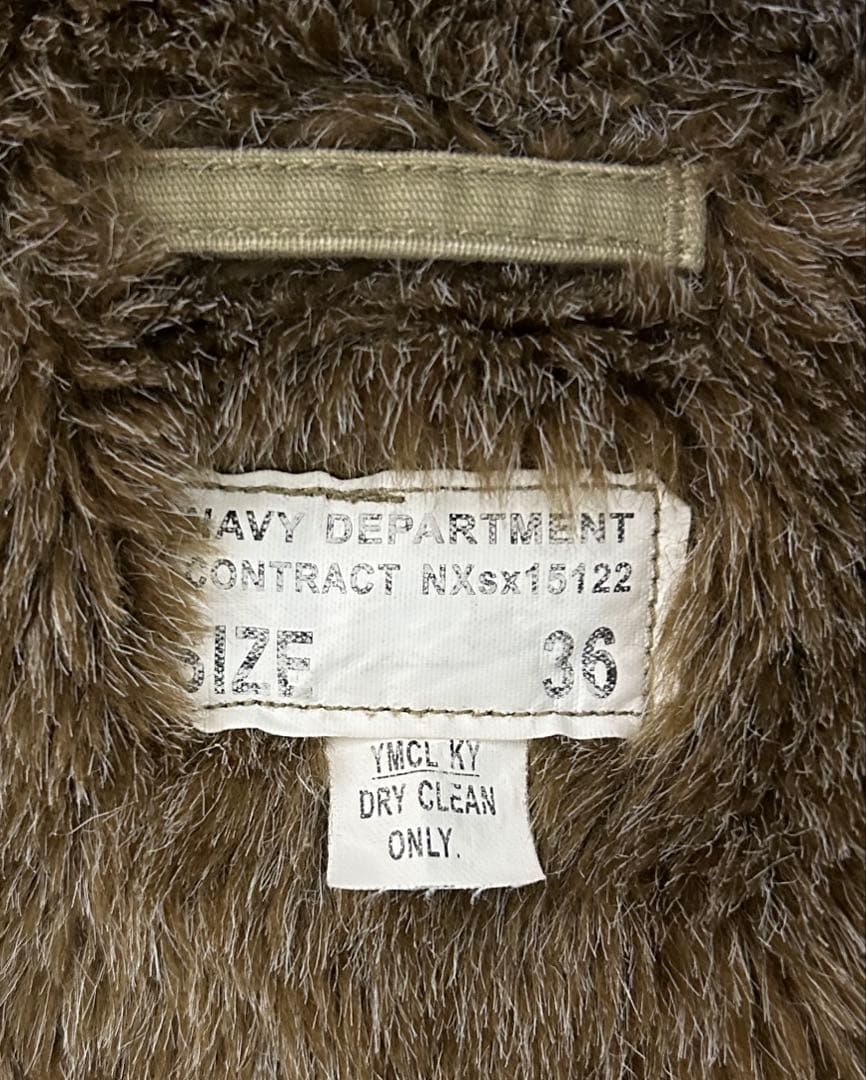 NAVY DEPARTMENT
CONTRACT NXsx15122
SIZE 36
YMCL KY
DRY CLEAN
ONLY.